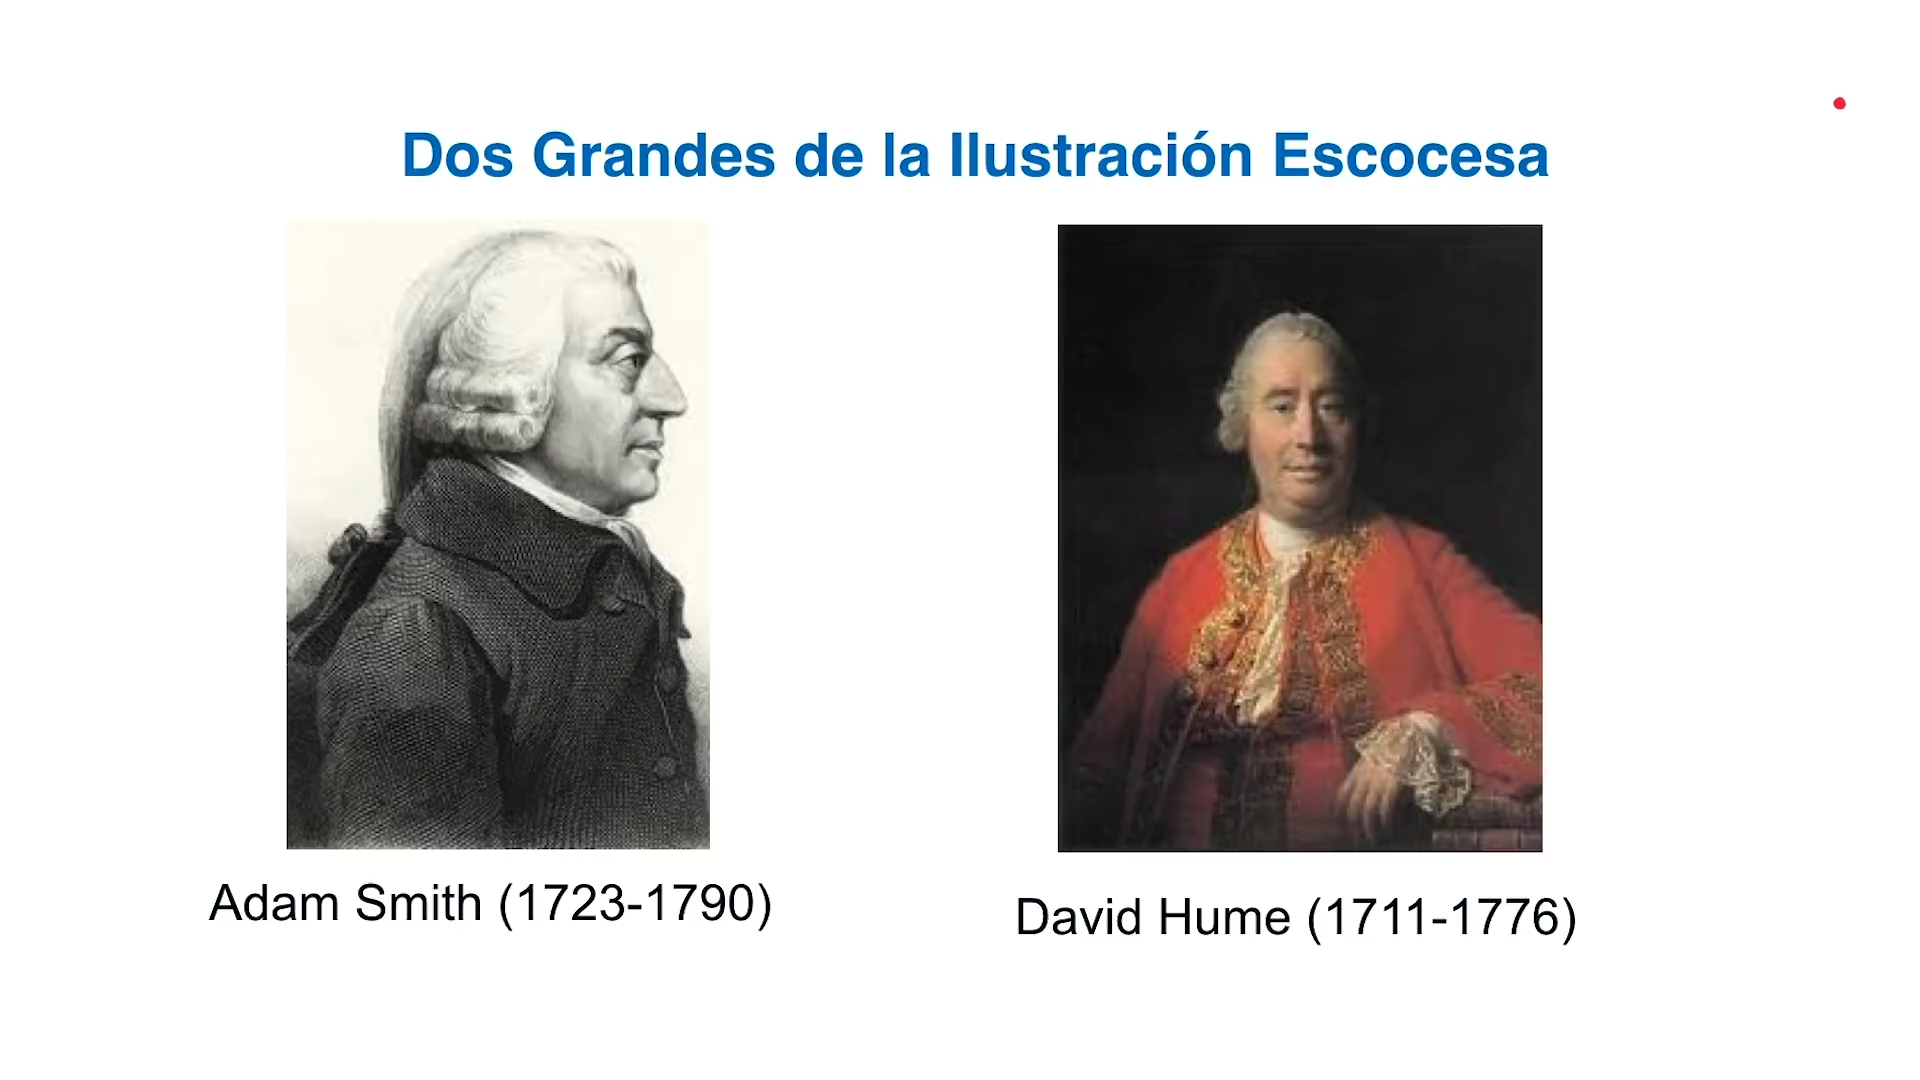 Dos Grandes de la Ilustración Escocesa
Adam Smith (1723-1790)
David Hume (1711-1776)